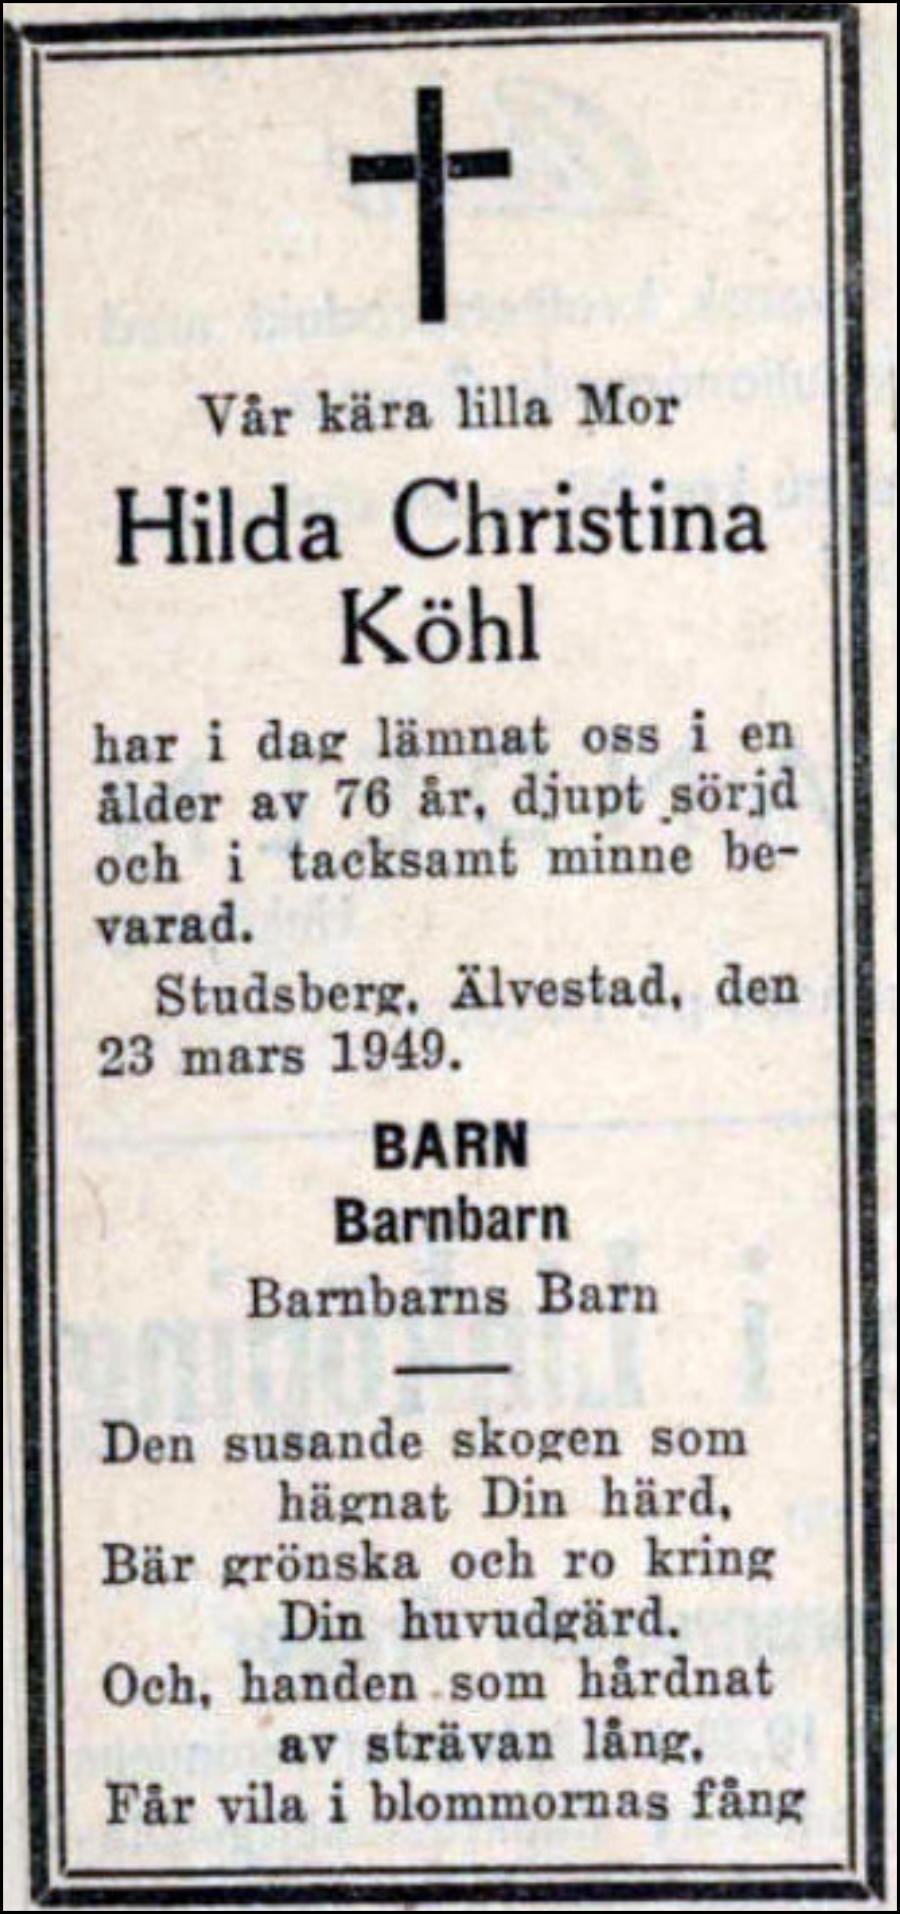 Vår kära lilla Mor
Hilda Christina
Köhl
har i dag lämnat oss i en
ålder av 76 år, djupt sörjd
och i tacksamt minne be-
varad.
Studsberg, Älvestad, den
23 mars 1949.
BARN
Barnbarn
Barnbarns Barn
Den susande skogen som
hägnat Din härd,
Bär grönska och ro kring
Din huvudgärd.
Och, handen som hårdnat
av strävan lång,
Får vila i blommornas fång